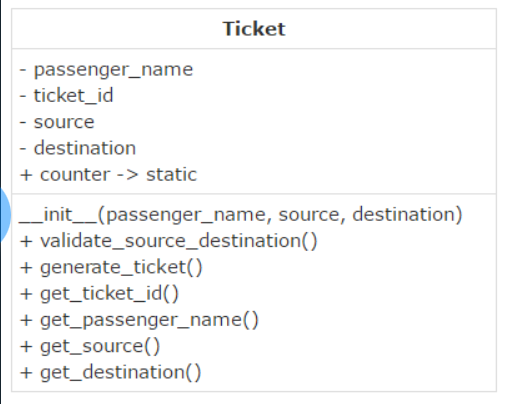 Ticket
- passenger_name
- ticket_id
- source
- destination
+ counter -> static
__init__(passenger_name, source, destination)
+ validate_source_destination()
+ generate_ticket()
+ get_ticket_id()
+ get_passenger_name()
+ get_source()
+ get_destination()